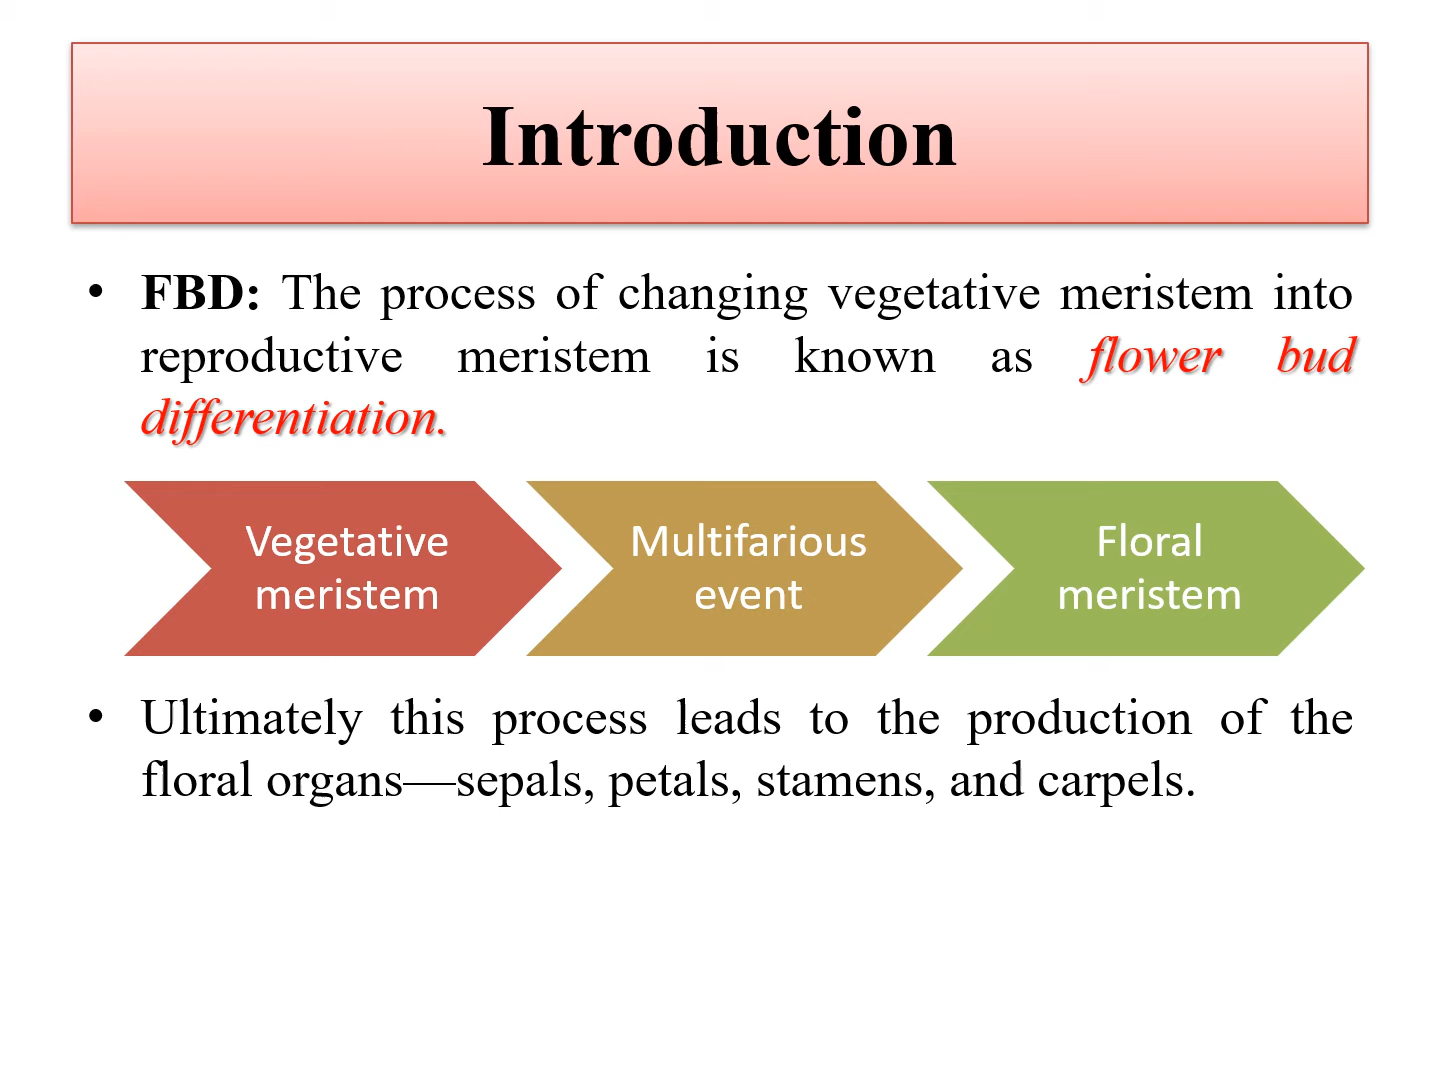 Introduction
• FBD: The process of changing vegetative meristem into
reproductive meristem is known as flower bud
differentiation.
Vegetative
meristem
Multifarious
event
Floral
meristem
• Ultimately this process leads to the production of the
floral organs—sepals, petals, stamens, and carpels.